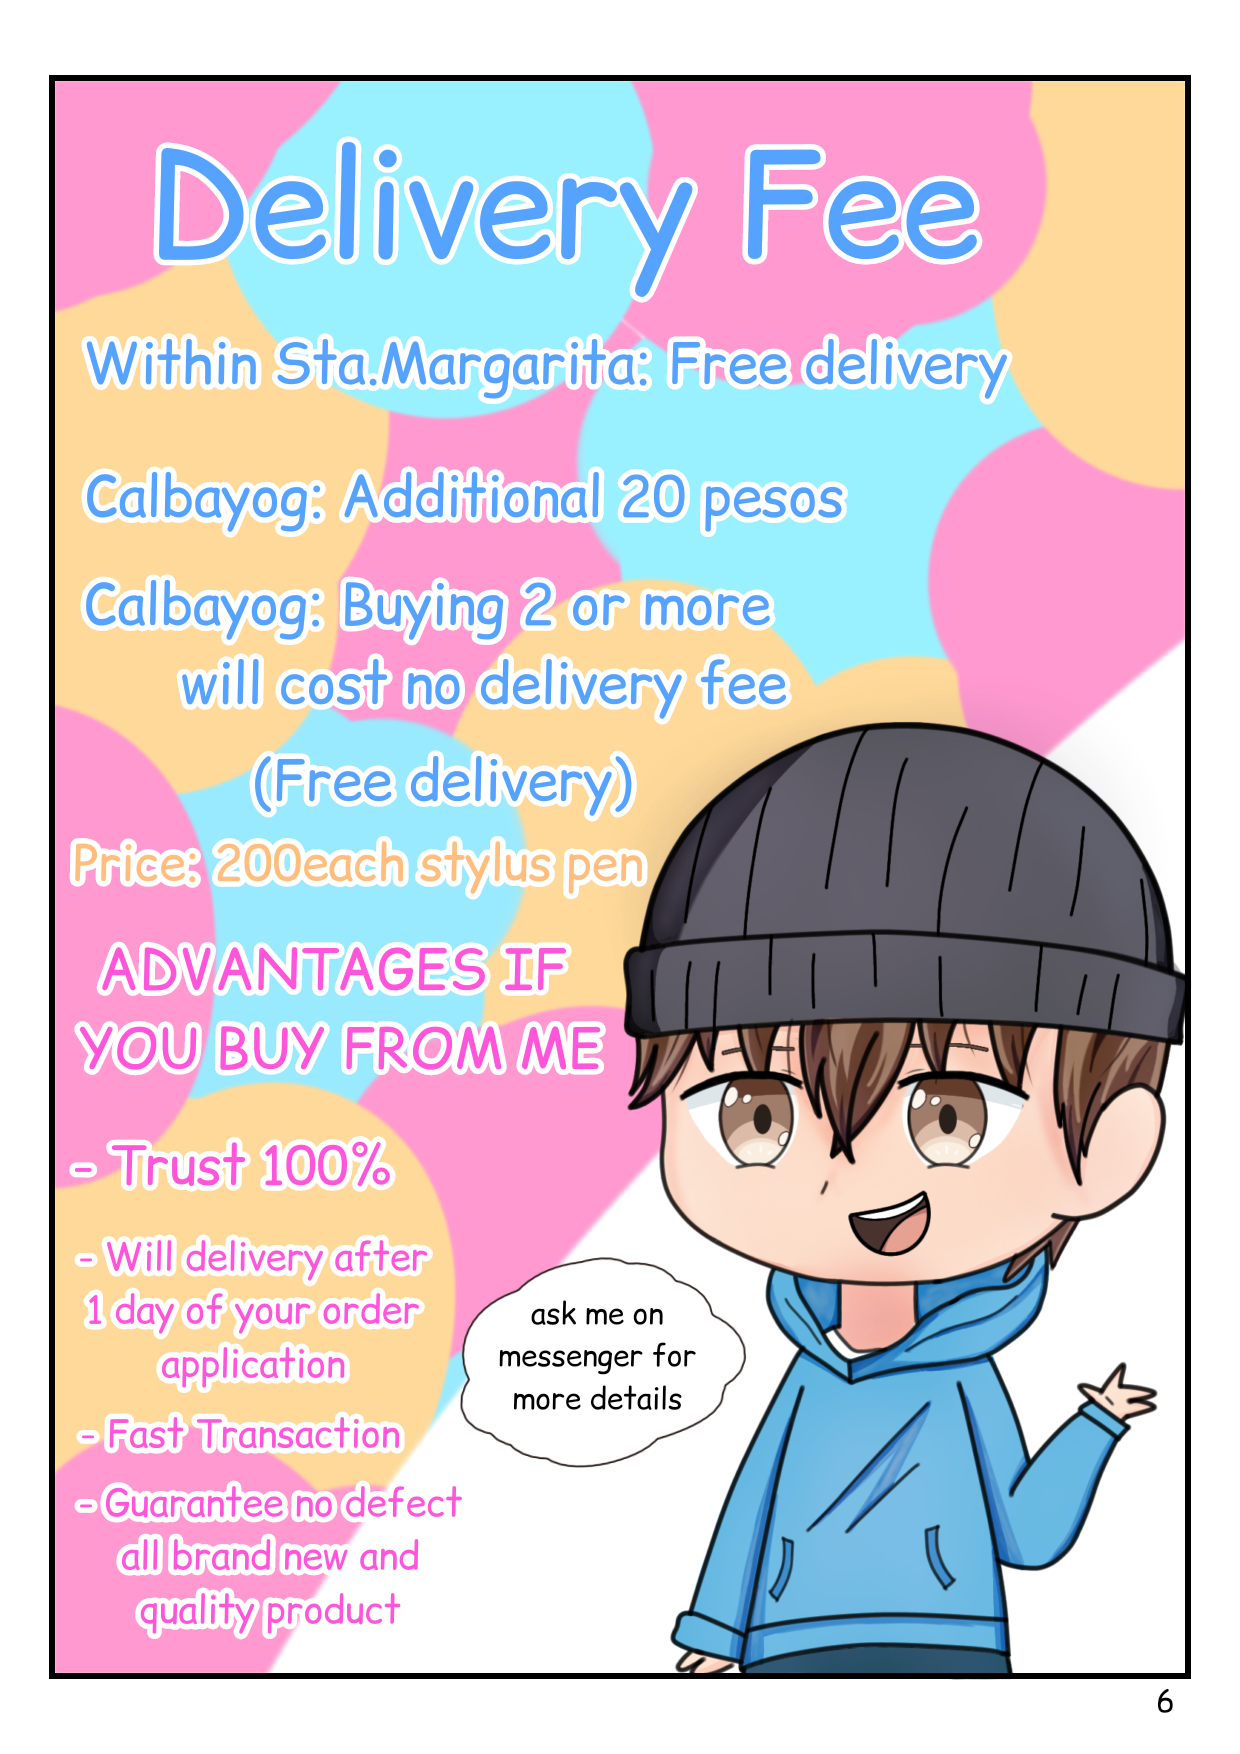 Delivery Fee
Within Sta.Margarita: Free delivery
Calbayog: Additional 20 pesos
Calbayog: Buying 2 or more
will cost no delivery fee
(Free delivery)
Price: 200each stylus pen
ADVANTAGES IF
YOU BUY FROM ME
- Trust 100%
- Will delivery after
1 day of your order
application
- Fast Transaction
- Guarantee no defect
all brand new and
quality product
ask me on
messenger for
more details
6